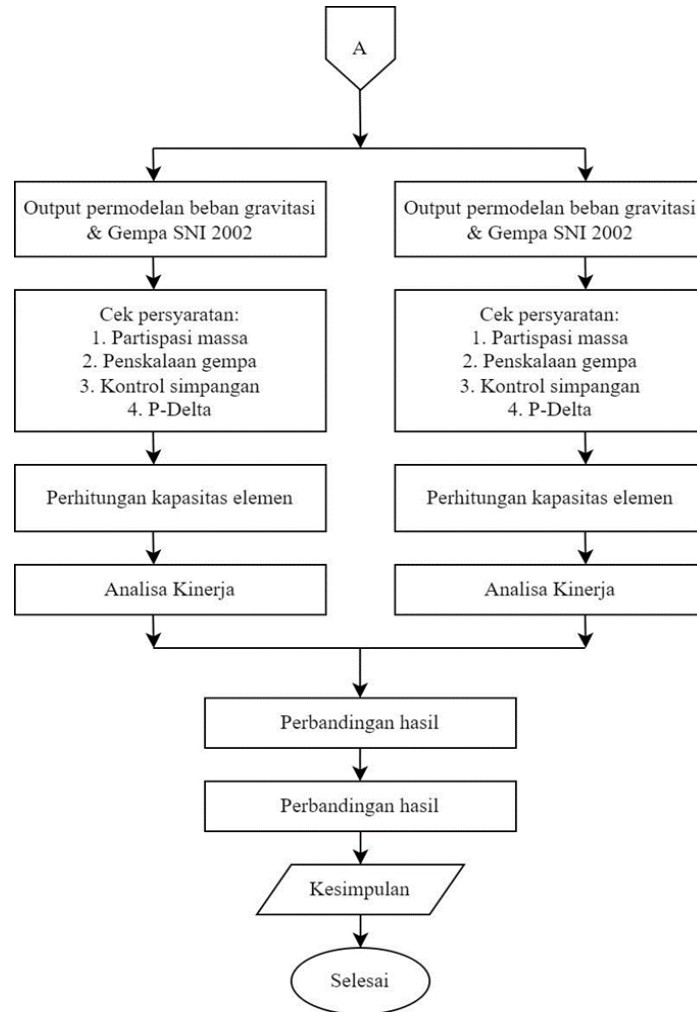 A
Output permodelan beban gravitasi
& Gempa SNI 2002
Cek persyaratan:
1. Partispasi massa
2. Penskalaan gempa
3. Kontrol simpangan
4. P-Delta
Perhitungan kapasitas elemen
Analisa Kinerja
Output permodelan beban gravitasi
& Gempa SNI 2002
Cek persyaratan:
1. Partispasi massa
2. Penskalaan gempa
3. Kontrol simpangan
4. P-Delta
Perhitungan kapasitas elemen
Analisa Kinerja
Perbandingan hasil
Perbandingan hasil
Kesimpulan
Selesai